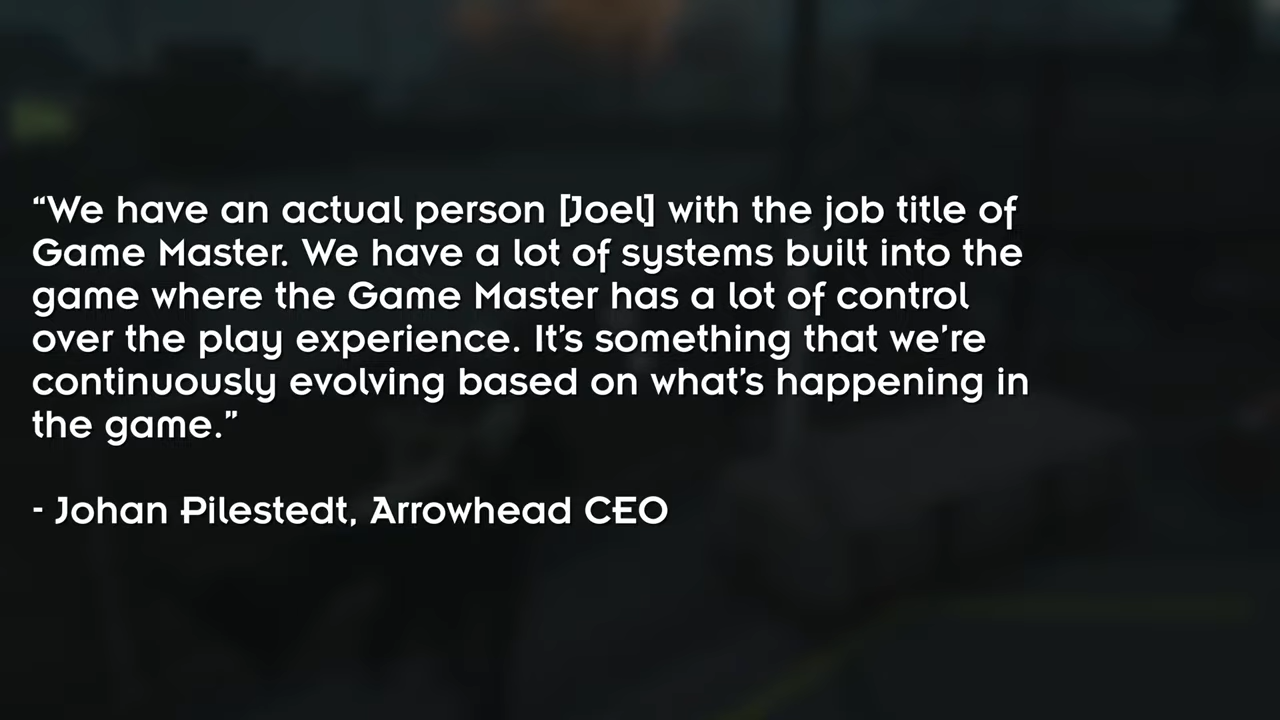 “We have an actual person [Joel] with the job title of
Game Master. We have a lot of systems built into the
game where the Game Master has a lot of control
over the play experience. It’s something that we’re
continuously evolving based on what’s happening in
the game.”
- Johan Pilestedt, Arrowhead CEO